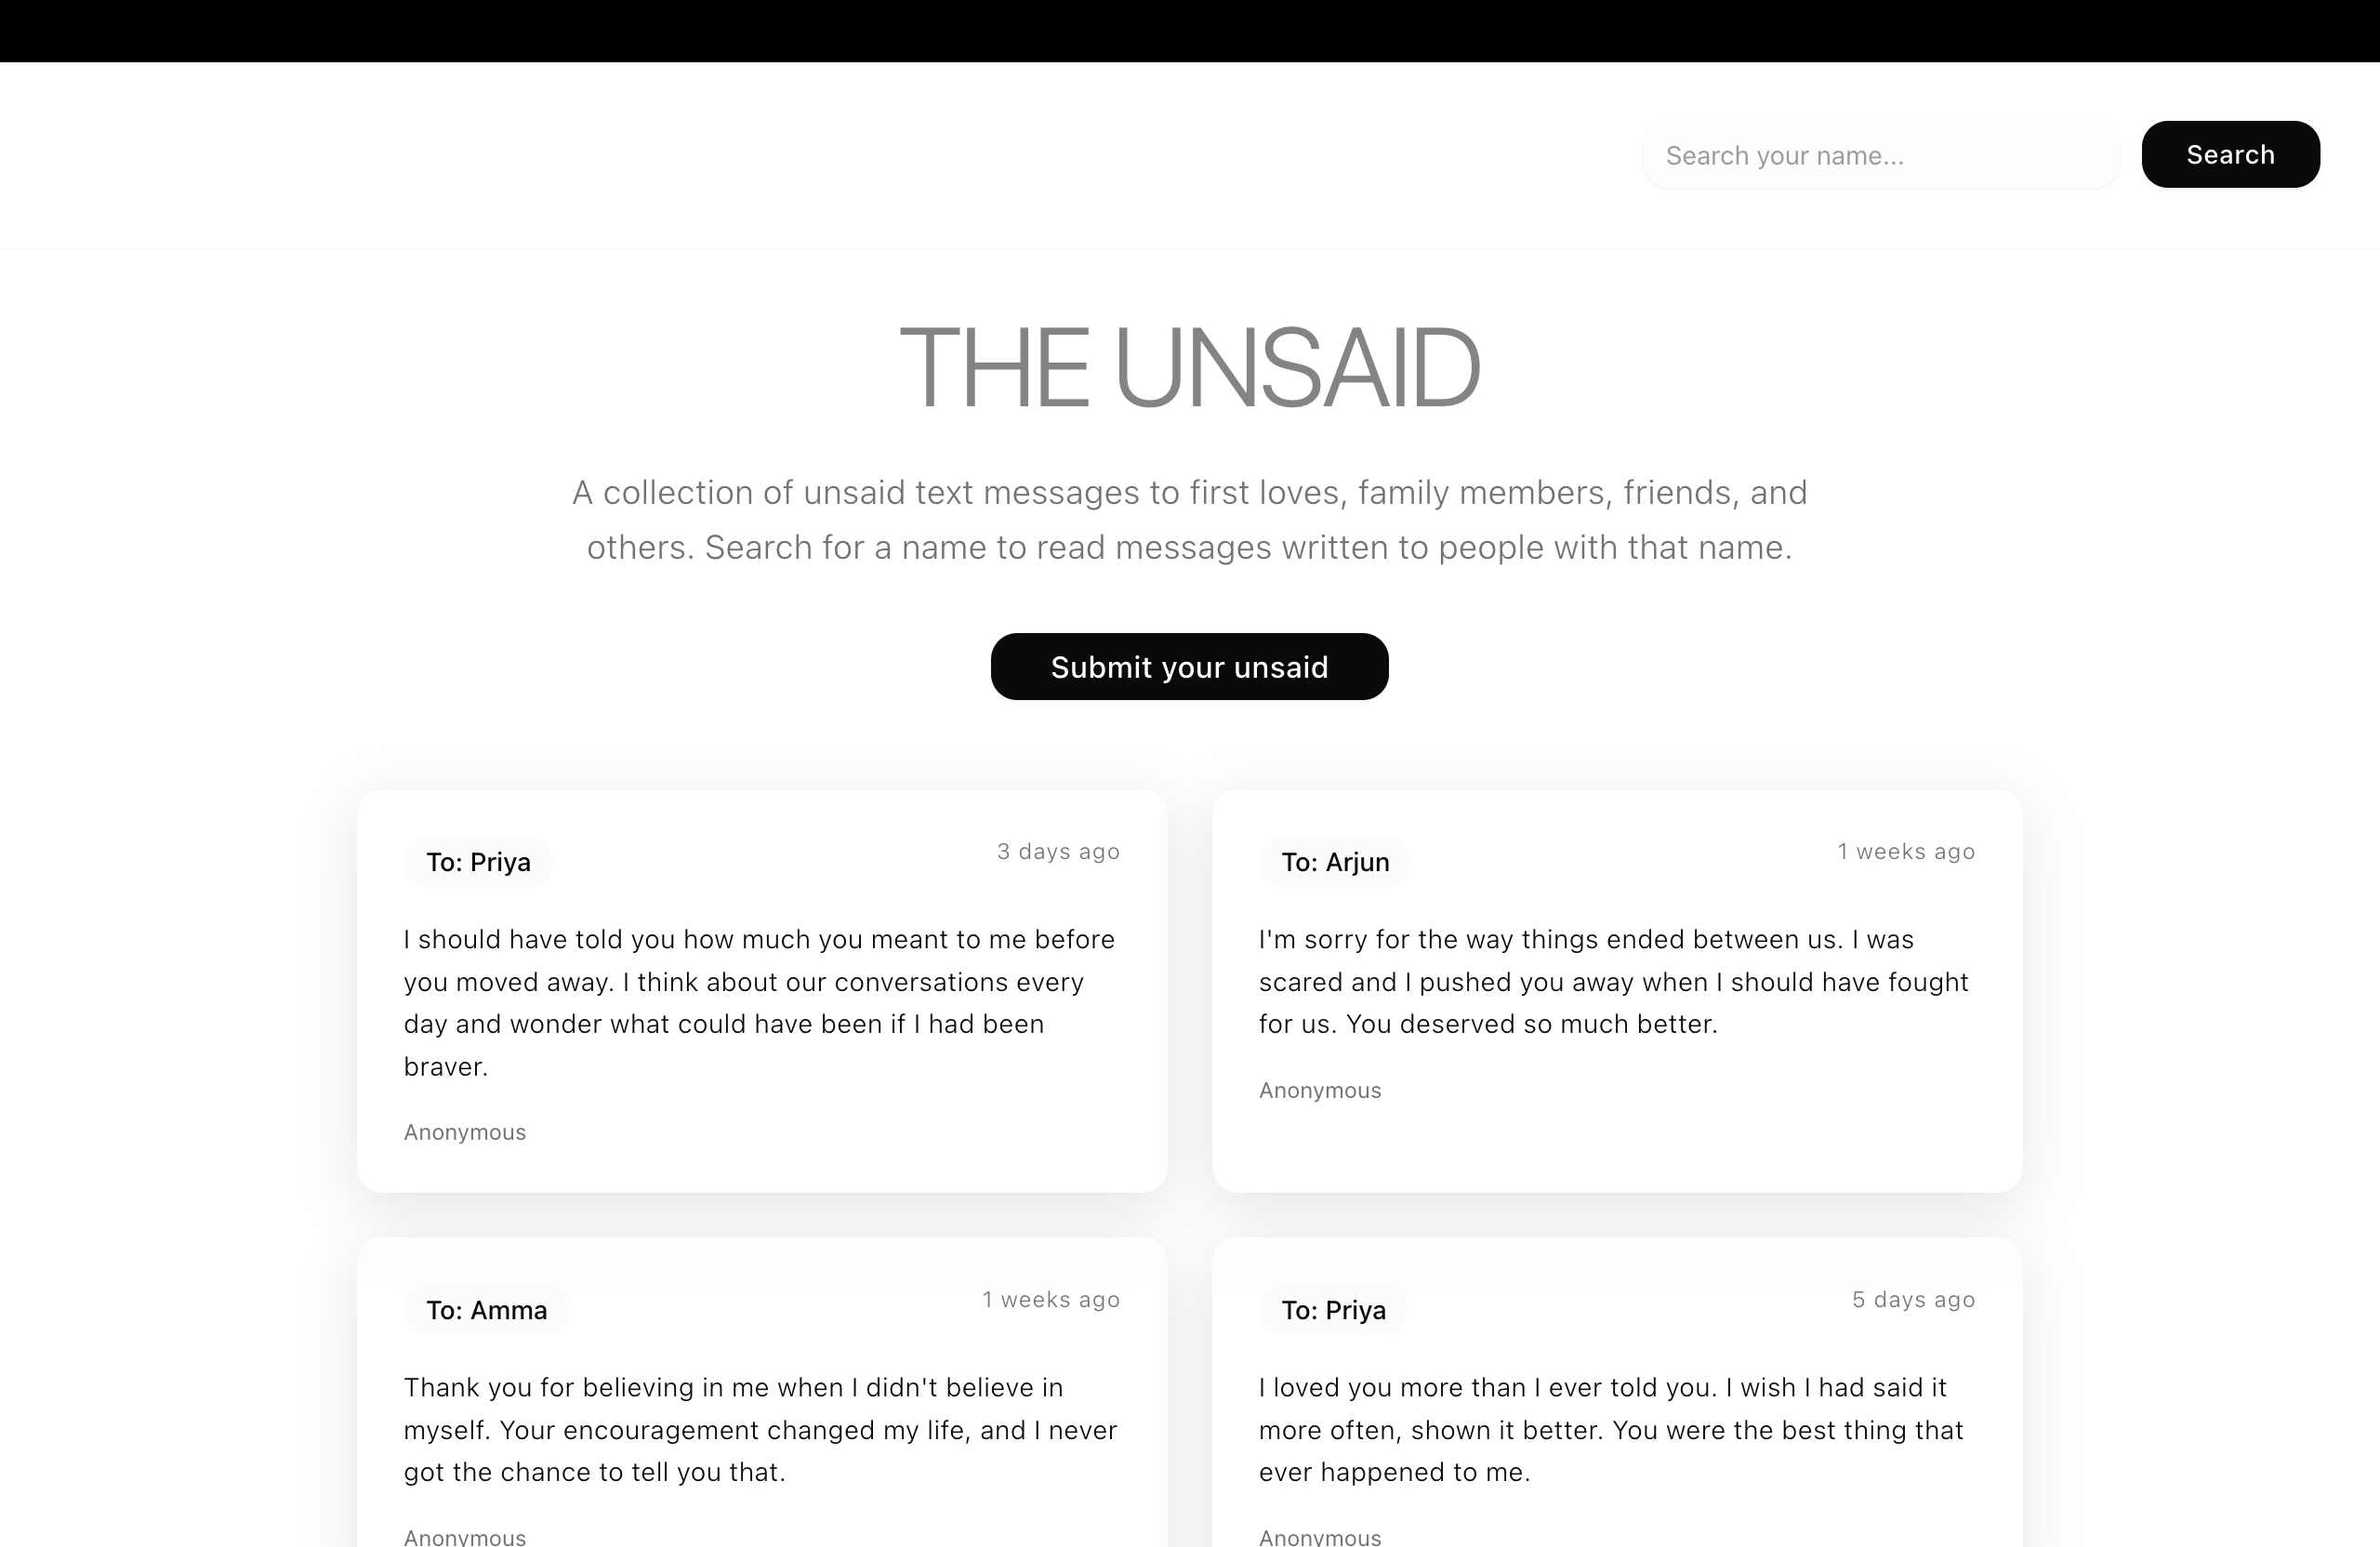 Search your name...
Search
THE UNSAID
A collection of unsaid text messages to first loves, family members, friends, and
others. Search for a name to read messages written to people with that name.
Submit your unsaid
To: Priya
3 days ago
I should have told you how much you meant to me before
you moved away. I think about our conversations every
day and wonder what could have been if I had been
braver.
Anonymous
To: Arjun
1 weeks ago
I'm sorry for the way things ended between us. I was
scared and I pushed you away when I should have fought
for us. You deserved so much better.
Anonymous
To: Amma
1 weeks ago
Thank you for believing in me when I didn't believe in
myself. Your encouragement changed my life, and I never
got the chance to tell you that.
Anonymous
To: Priya
5 days ago
I loved you more than I ever told you. I wish I had said it
more often, shown it better. You were the best thing that
ever happened to me.
Anonymous